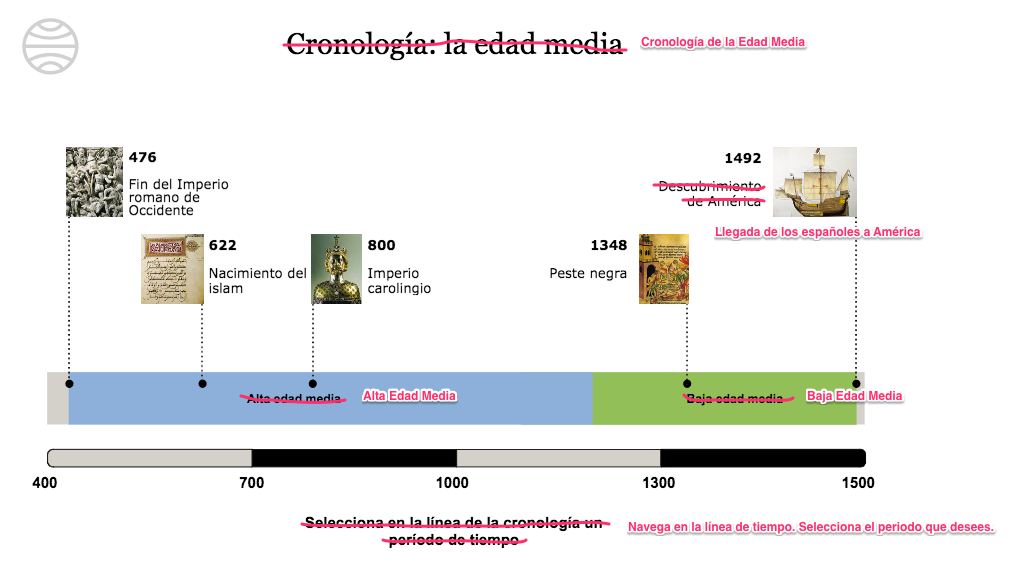 Cronología: la edad media
Cronología de la Edad Media
476
Fin del Imperio
romano de
Occidente
1492
Descubrimiento
de América
Llegada de los españoles a América
622
Nacimiento del
islam
800
Imperio
carolingio
1348
Peste negra
Alta edad media
Alta Edad Media
Baja edad media
Baja Edad Media
400
700
1000
1300
1500
Selecciona en la línea de la cronología un
período de tiempo
Navega en la línea de tiempo. Selecciona el periodo que desees.